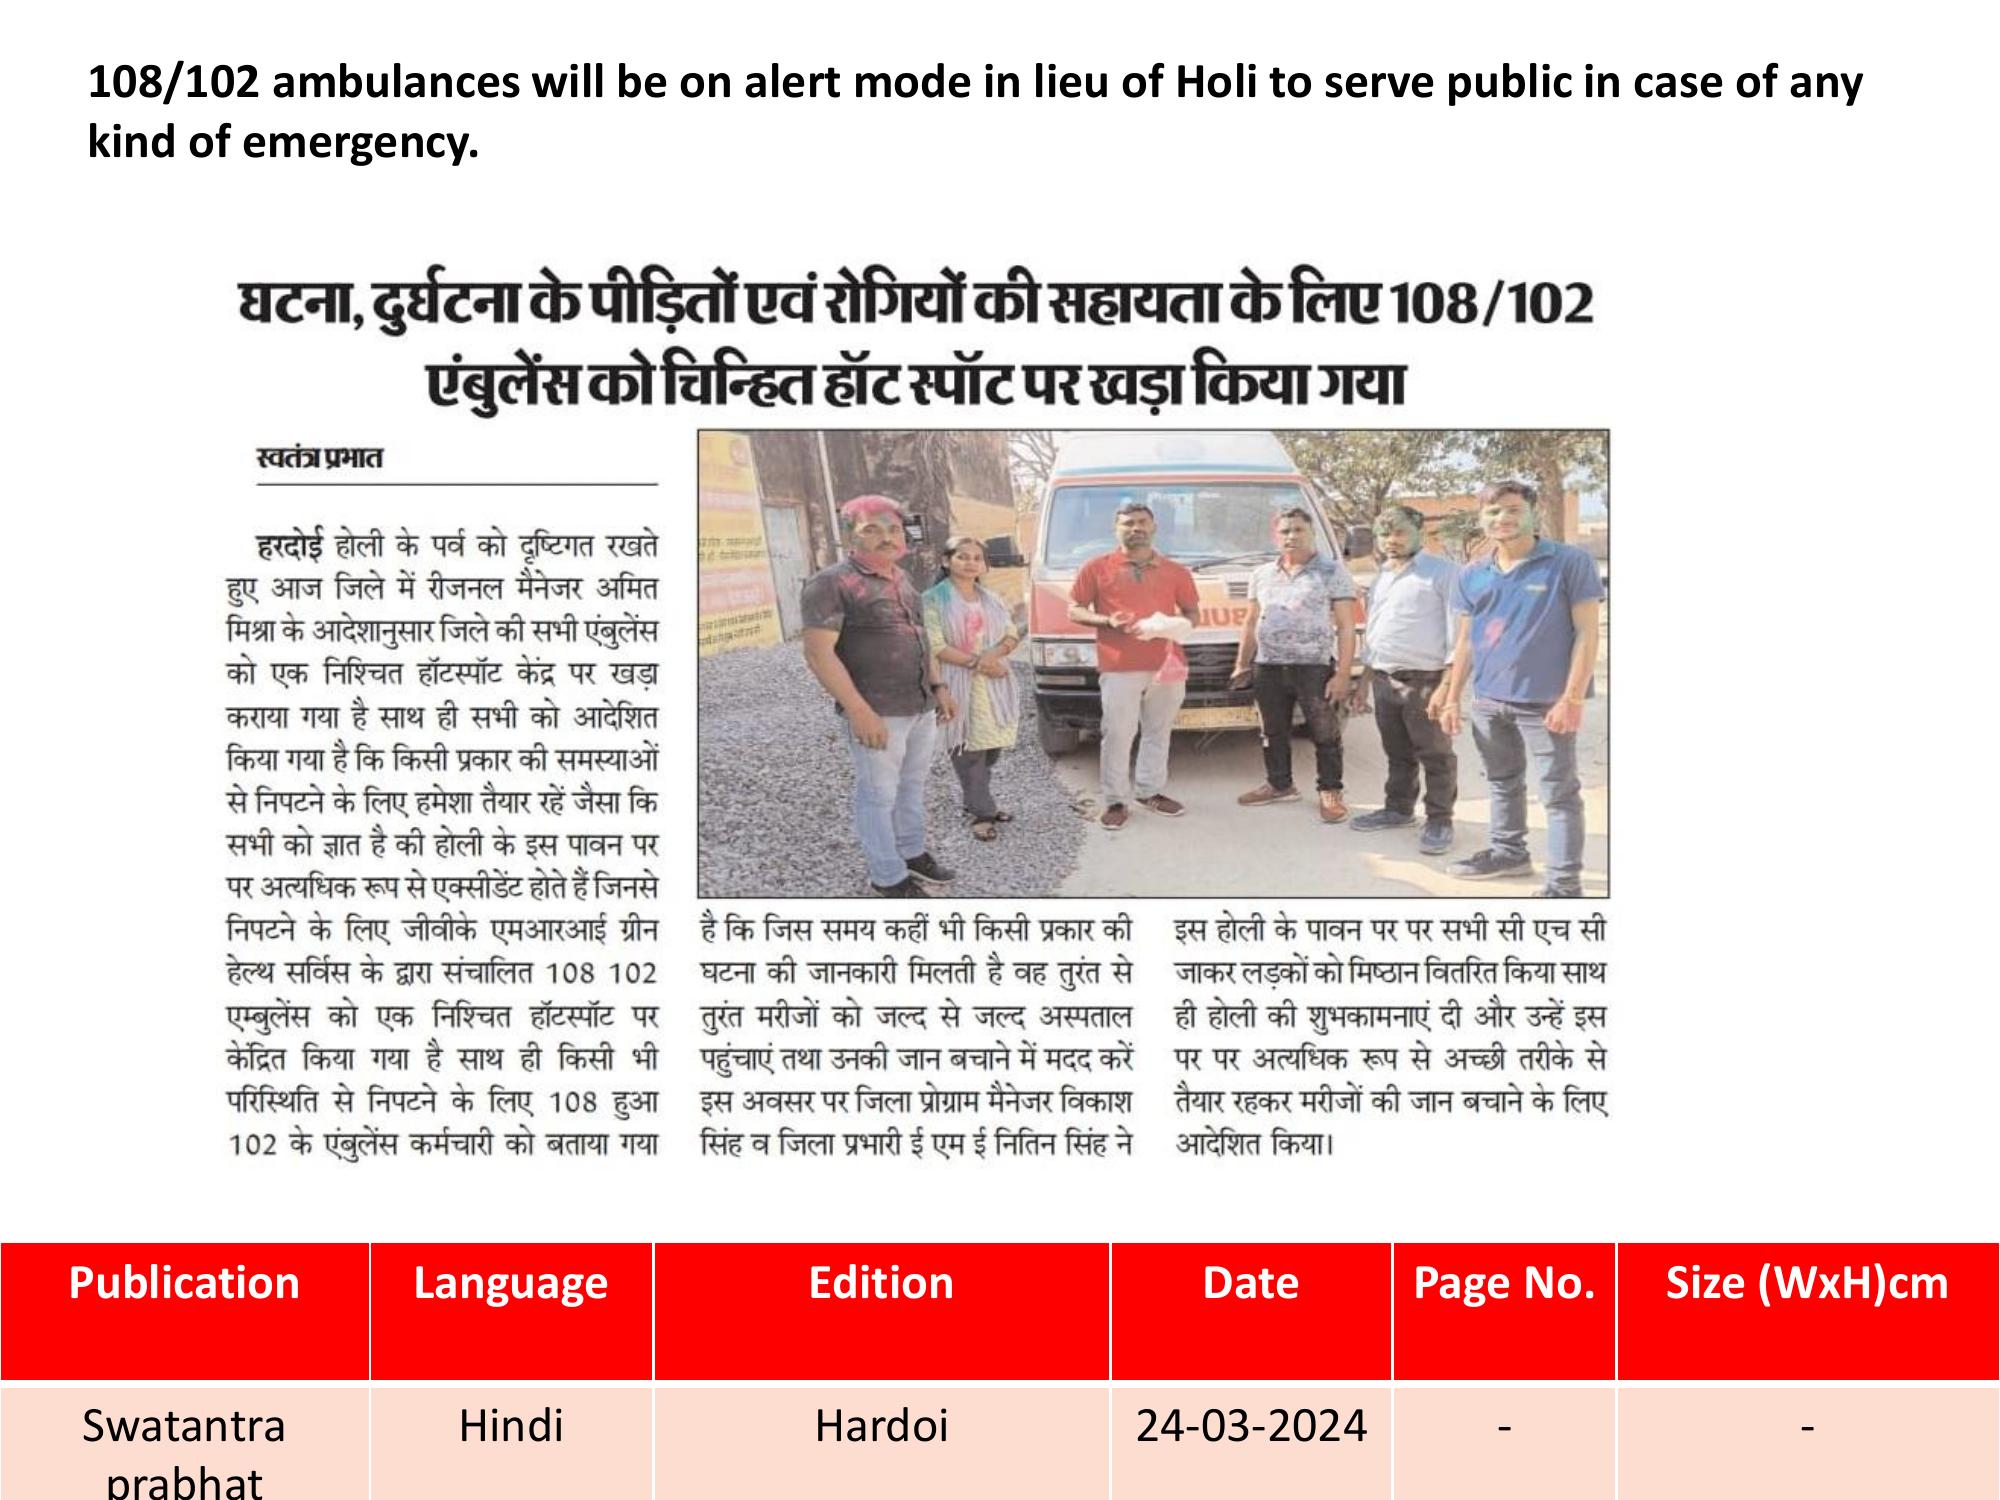 108/102 ambulances will be on alert mode in lieu of Holi to serve public in case of any
kind of emergency.
घटना, दुर्घटना के पीड़ितों एवं रोगियों की सहायता के लिए 108/102
एंबुलेंस को चिन्हित हॉट स्पॉट पर खड़ा किया गया
स्वतंत्र प्रभात
हरदोई होली के पर्व को दृष्टिगत रखते
हुए आज जिले में रीजनल मैनेजर अमित
मिश्रा के आदेशानुसार जिले की सभी एंबुलेंस
को एक निश्चित हॉटस्पॉट केंद्र पर खड़ा
कराया गया है साथ ही सभी को आदेशित
किया गया है कि किसी प्रकार की समस्याओं
से निपटने के लिए हमेशा तैयार रहें जैसा कि
सभी को ज्ञात है की होली के इस पावन पर
पर अत्यधिक रूप से एक्सीडेंट होते हैं जिनसे
निपटने के लिए जीवीके एमआरआई ग्रीन
हेल्थ सर्विस के द्वारा संचालित 108 102
एम्बुलेंस को एक निश्चित हॉटस्पॉट पर
केंद्रित किया गया है साथ ही किसी भी
परिस्थिति से निपटने के लिए 108 हुआ
102 के एंबुलेंस कर्मचारी को बताया गया
है कि जिस समय कहीं भी किसी प्रकार की
घटना की जानकारी मिलती है वह तुरंत से
तुरंत मरीजों को जल्द से जल्द अस्पताल
पहुंचाएं तथा उनकी जान बचाने में मदद करें
इस अवसर पर जिला प्रोग्राम मैनेजर विकाश
सिंह व जिला प्रभारी ई एम ई नितिन सिंह ने
इस होली के पावन पर पर सभी सी एच सी
जाकर लड़कों को मिष्ठान वितरित किया साथ
ही होली की शुभकामनाएं दी और उन्हें इस
पर पर अत्यधिक रूप से अच्छी तरीके से
तैयार रहकर मरीजों की जान बचाने के लिए
आदेशित किया।
Publication Language Edition Date Page No. Size (WxH)cm
Swatantra Hindi Hardoi 24-03-2024 - -
prabhat